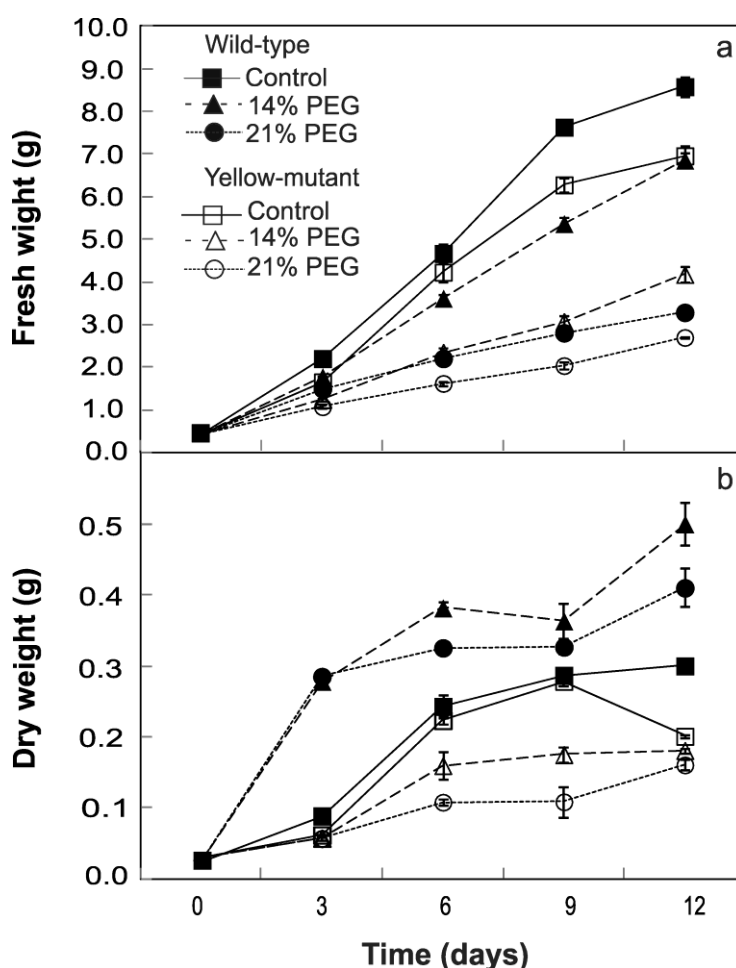 a
Wild-type
Control
14% PEG
21% PEG
Yellow-mutant
Control
14% PEG
21% PEG
Fresh wight (g)
10.0
9.0
8.0
7.0
6.0
5.0
4.0
3.0
2.0
1.0
0.0
b
Dry weight (g)
0.5
0.4
0.3
0.2
0.1
0.0
0 3 6 9 12
Time (days)